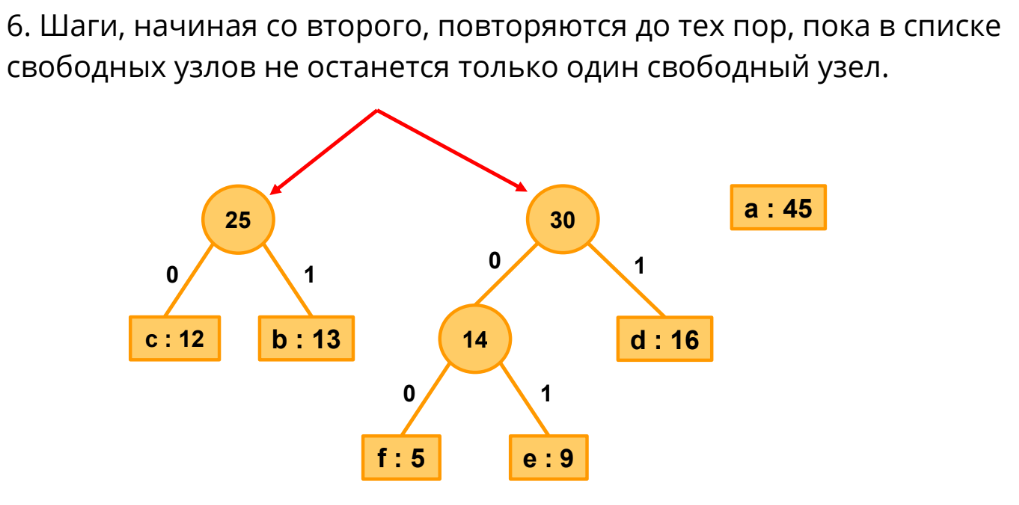 6. Шаги, начиная со второго, повторяются до тех пор, пока в списке
свободных узлов не останется только один свободный узел.
25
30
a : 45
0
1
0
1
c : 12
b : 13
14
d : 16
0
1
f : 5
e : 9